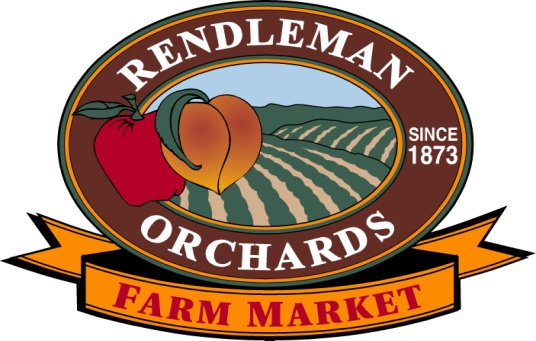 RENDLEMAN
SINCE
1873
ORCHARDS
FARM MARKET